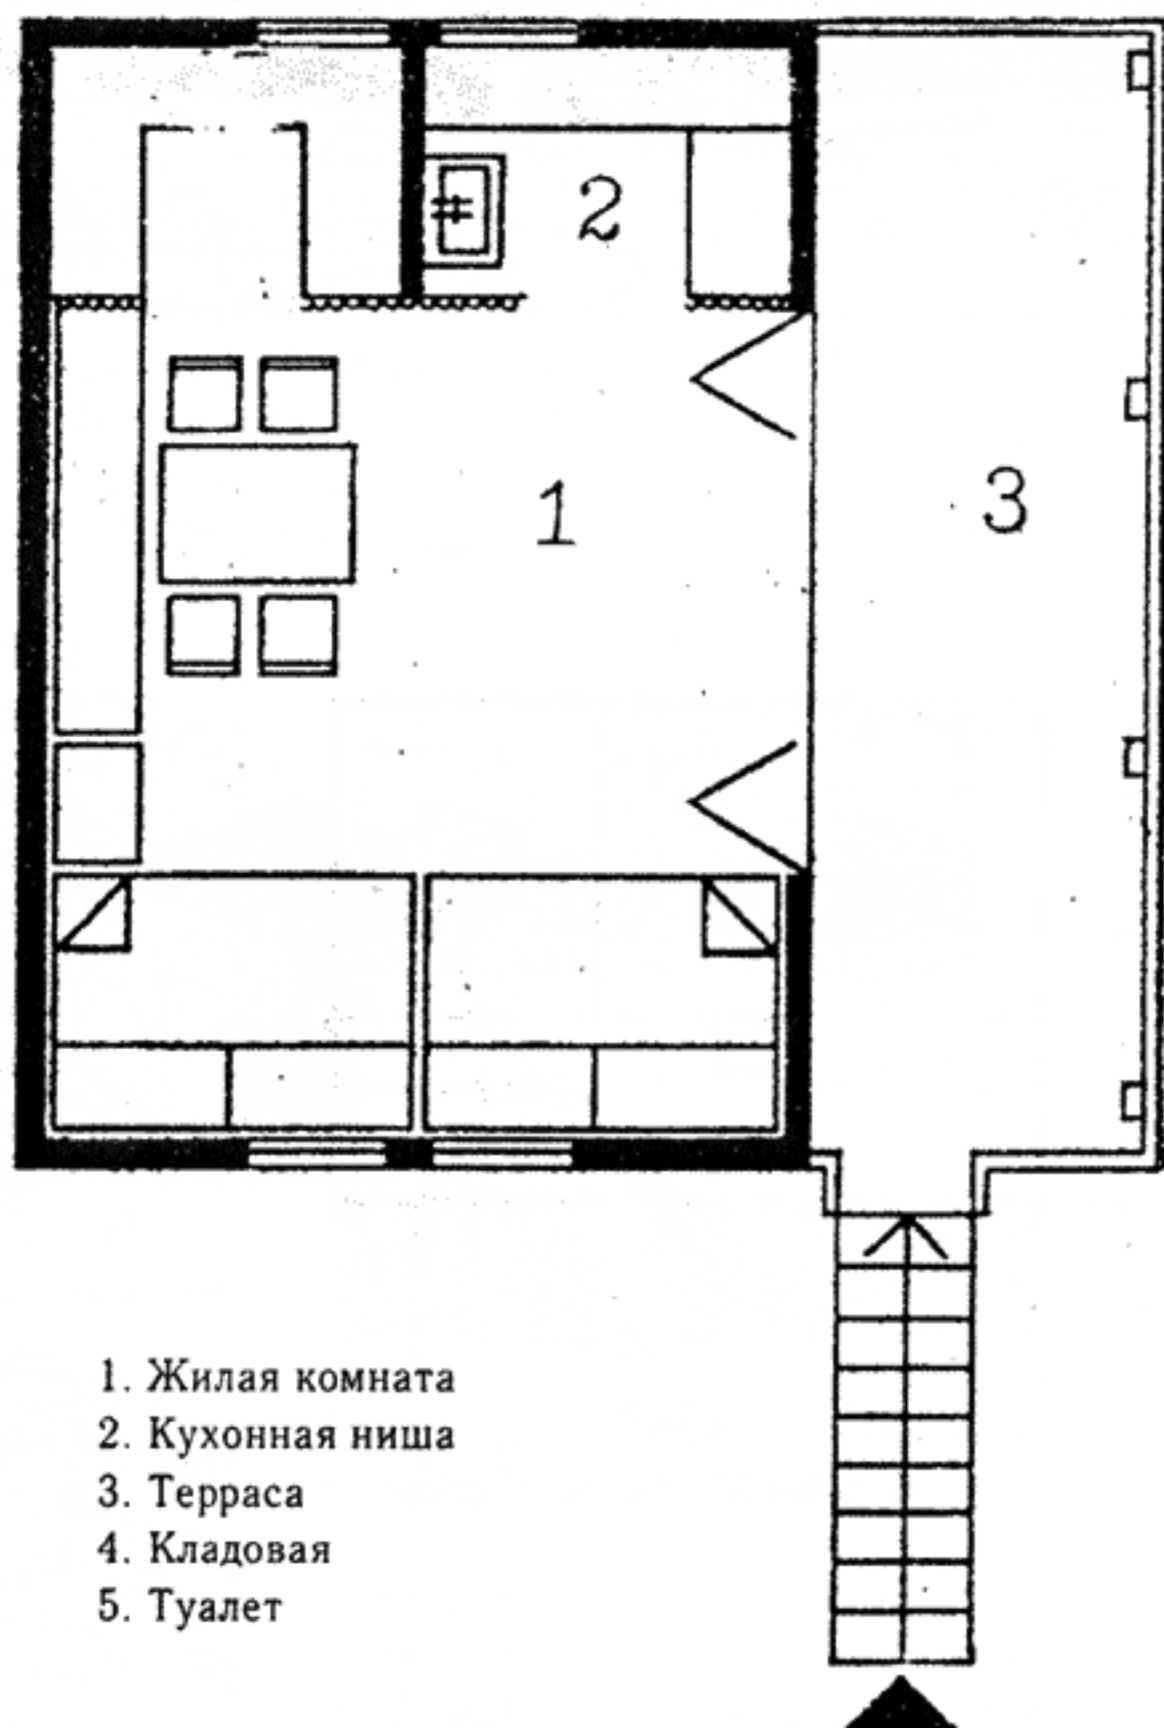 2
1
3
1. Жилая комната
2. Кухонная ниша
3. Терраса
4. Кладовая
5. Туалет